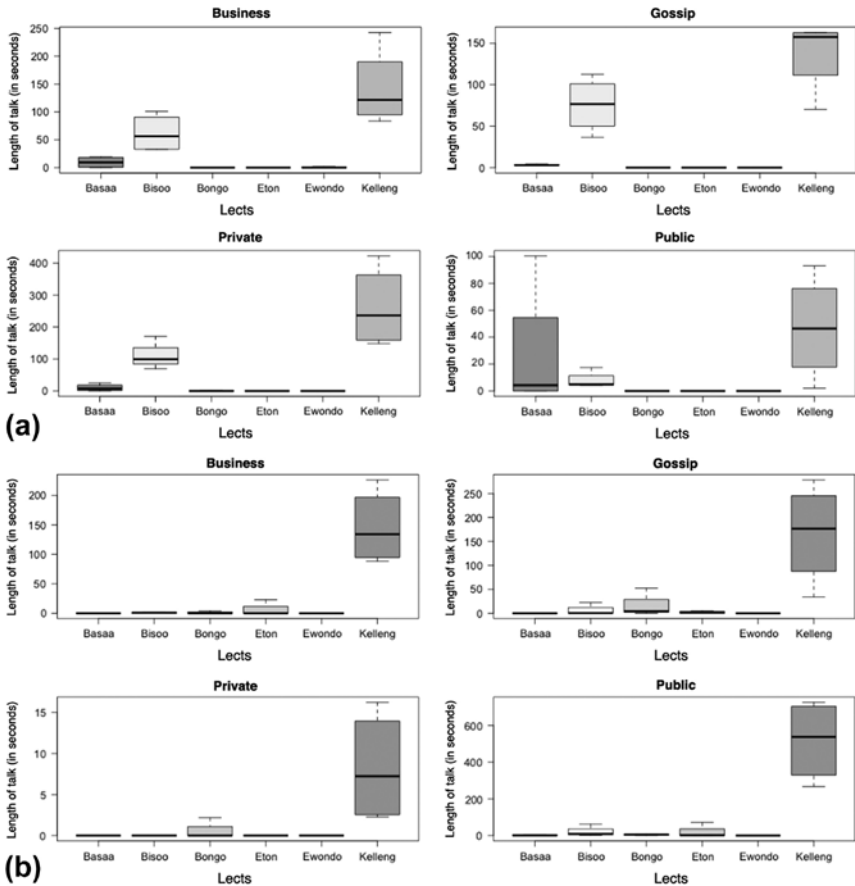 Business
Length of talk (in seconds)
250
200
150
100
50
0
Basaa Bisoo Bongo Eton Ewondo Kelleng
Lects
Gossip
Length of talk (in seconds)
150
100
50
0
Basaa Bisoo Bongo Eton Ewondo Kelleng
Lects
Private
Length of talk (in seconds)
400
300
200
100
0
Basaa Bisoo Bongo Eton Ewondo Kelleng
Lects
Public
Length of talk (in seconds)
100
80
60
40
20
0
Basaa Bisoo Bongo Eton Ewondo Kelleng
Lects
(a)
Business
Length of talk (in seconds)
200
150
100
50
0
Basaa Bisoo Bongo Eton Ewondo Kelleng
Lects
Gossip
Length of talk (in seconds)
250
200
150
100
50
0
Basaa Bisoo Bongo Eton Ewondo Kelleng
Lects
Private
Length of talk (in seconds)
15
10
5
0
Basaa Bisoo Bongo Eton Ewondo Kelleng
Lects
Public
Length of talk (in seconds)
600
400
200
0
Basaa Bisoo Bongo Eton Ewondo Kelleng
Lects
(b)